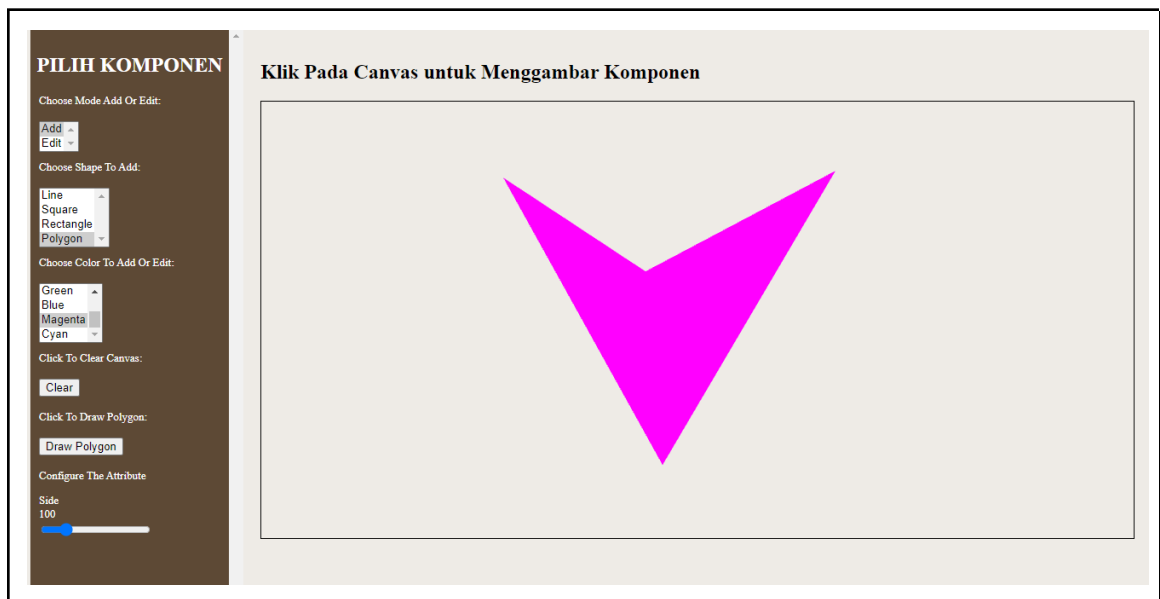 PILIH KOMPONEN
Choose Mode Add Or Edit:
Add
Edit
Choose Shape To Add:
Line
Square
Rectangle
Polygon
Choose Color To Add Or Edit:
Green
Blue
Magenta
Cyan
Click To Clear Canvas:
Clear
Click To Draw Polygon:
Draw Polygon
Configure The Attribute
Side
100
Klik Pada Canvas untuk Menggambar Komponen